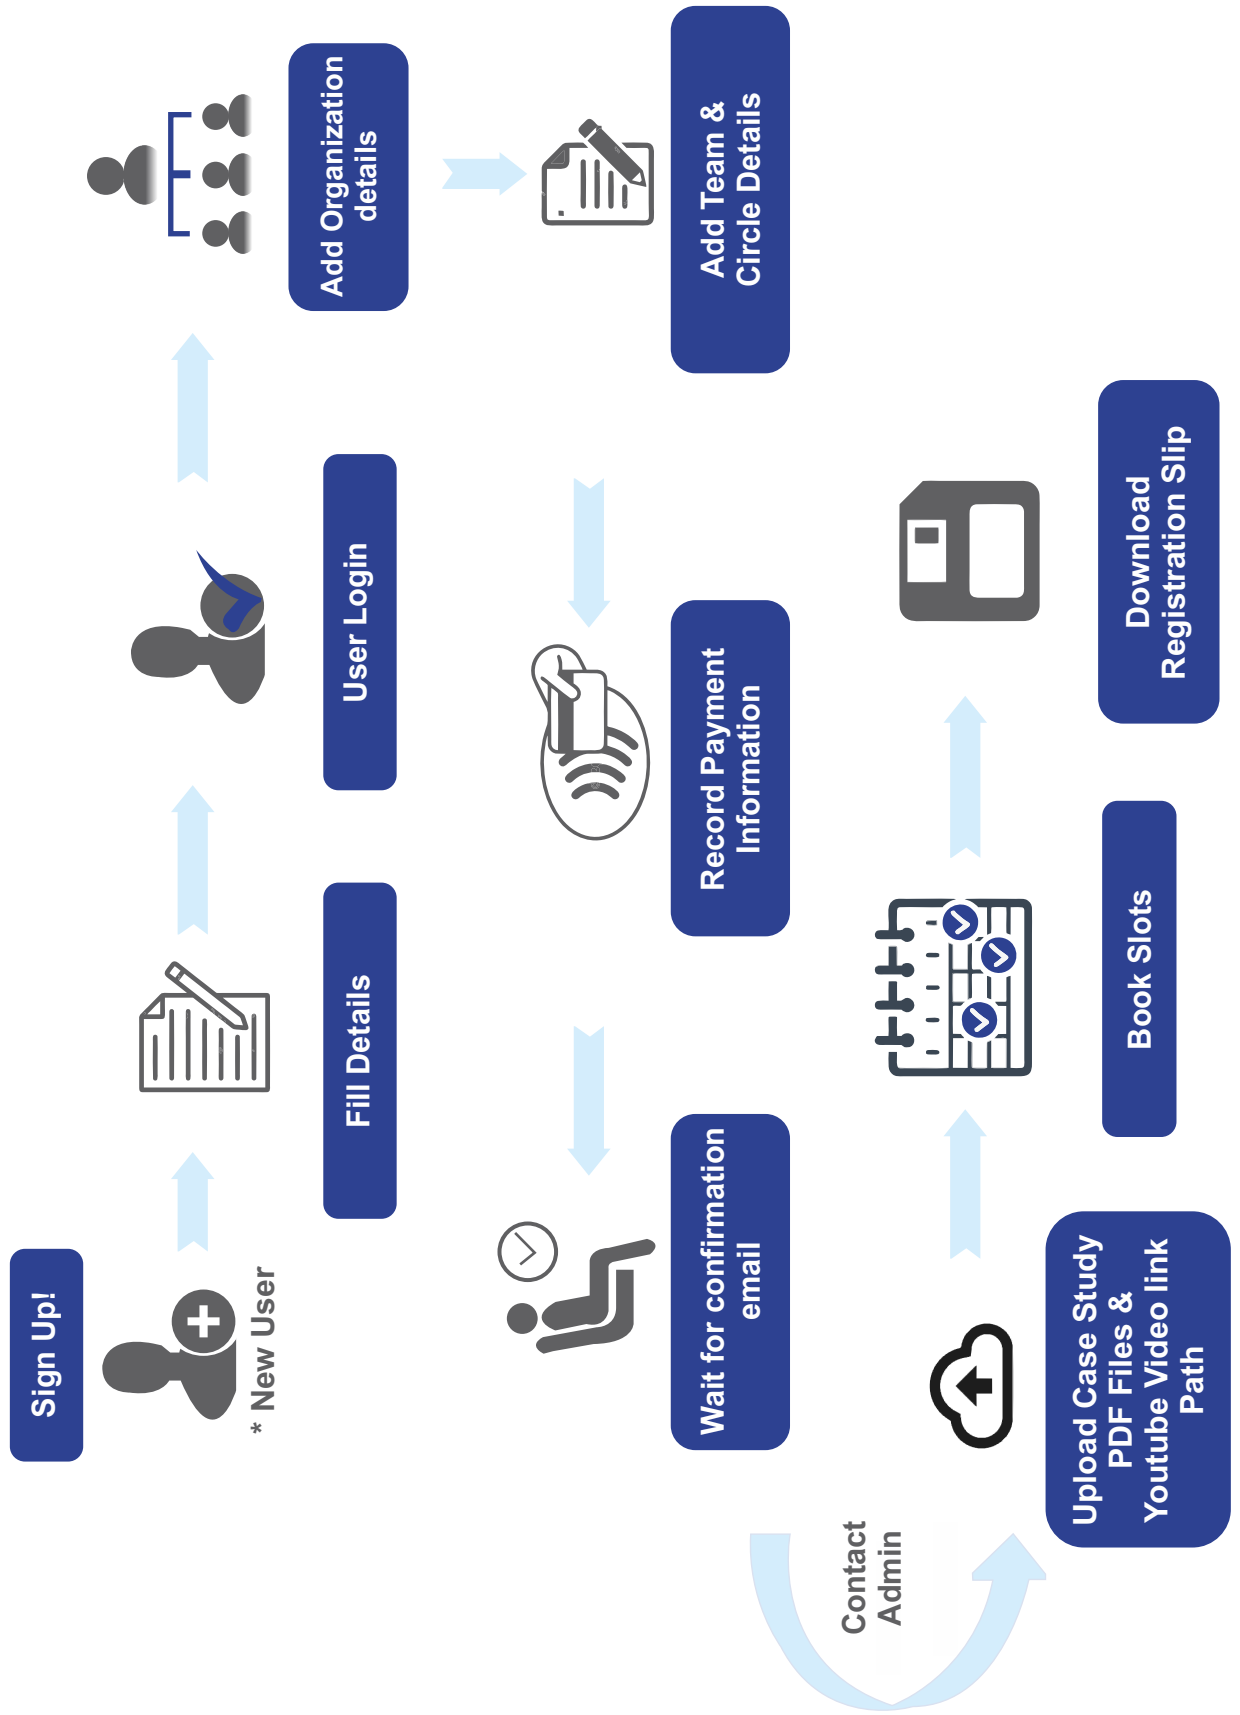 Sign Up!
* New User
Fill Details
User Login
Add Organization
details
Add Team &
Circle Details
Record Payment
Information
Wait for confirmation
email
Contact
Admin
Upload Case Study
PDF Files &
Youtube Video link
Path
Book Slots
Download
Registration Slip